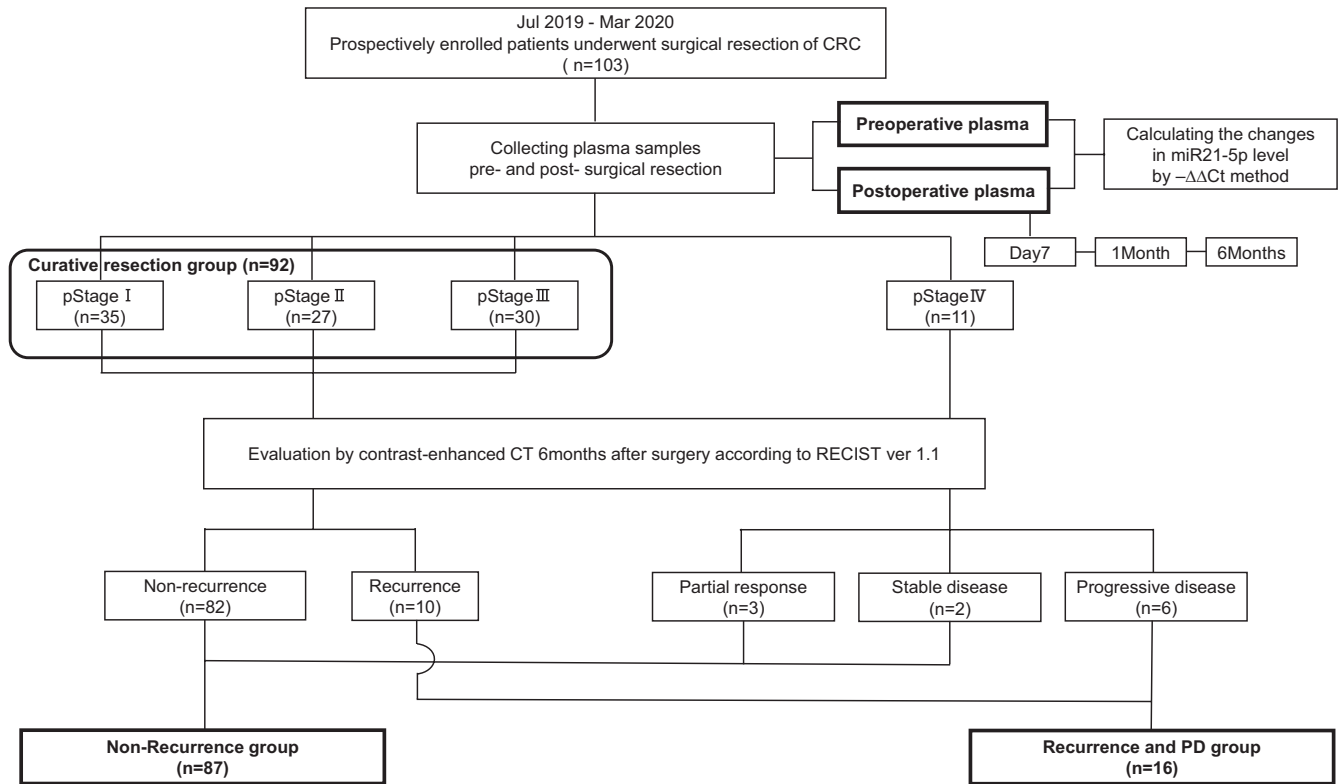 Jul 2019 - Mar 2020
Prospectively enrolled patients underwent surgical resection of CRC
( n=103)
Collecting plasma samples
pre- and post- surgical resection
Preoperative plasma
Postoperative plasma
Calculating the changes
in miR21-5p level
by −ΔΔCt method
Day7
1Month
6Months
Curative resection group (n=92)
pStage Ⅰ
(n=35)
pStage Ⅱ
(n=27)
pStage Ⅲ
(n=30)
pStage Ⅳ
(n=11)
Evaluation by contrast-enhanced CT 6months after surgery according to RECIST ver 1.1
Non-recurrence
(n=82)
Recurrence
(n=10)
Partial response
(n=3)
Stable disease
(n=2)
Progressive disease
(n=6)
Non-Recurrence group
(n=87)
Recurrence and PD group
(n=16)